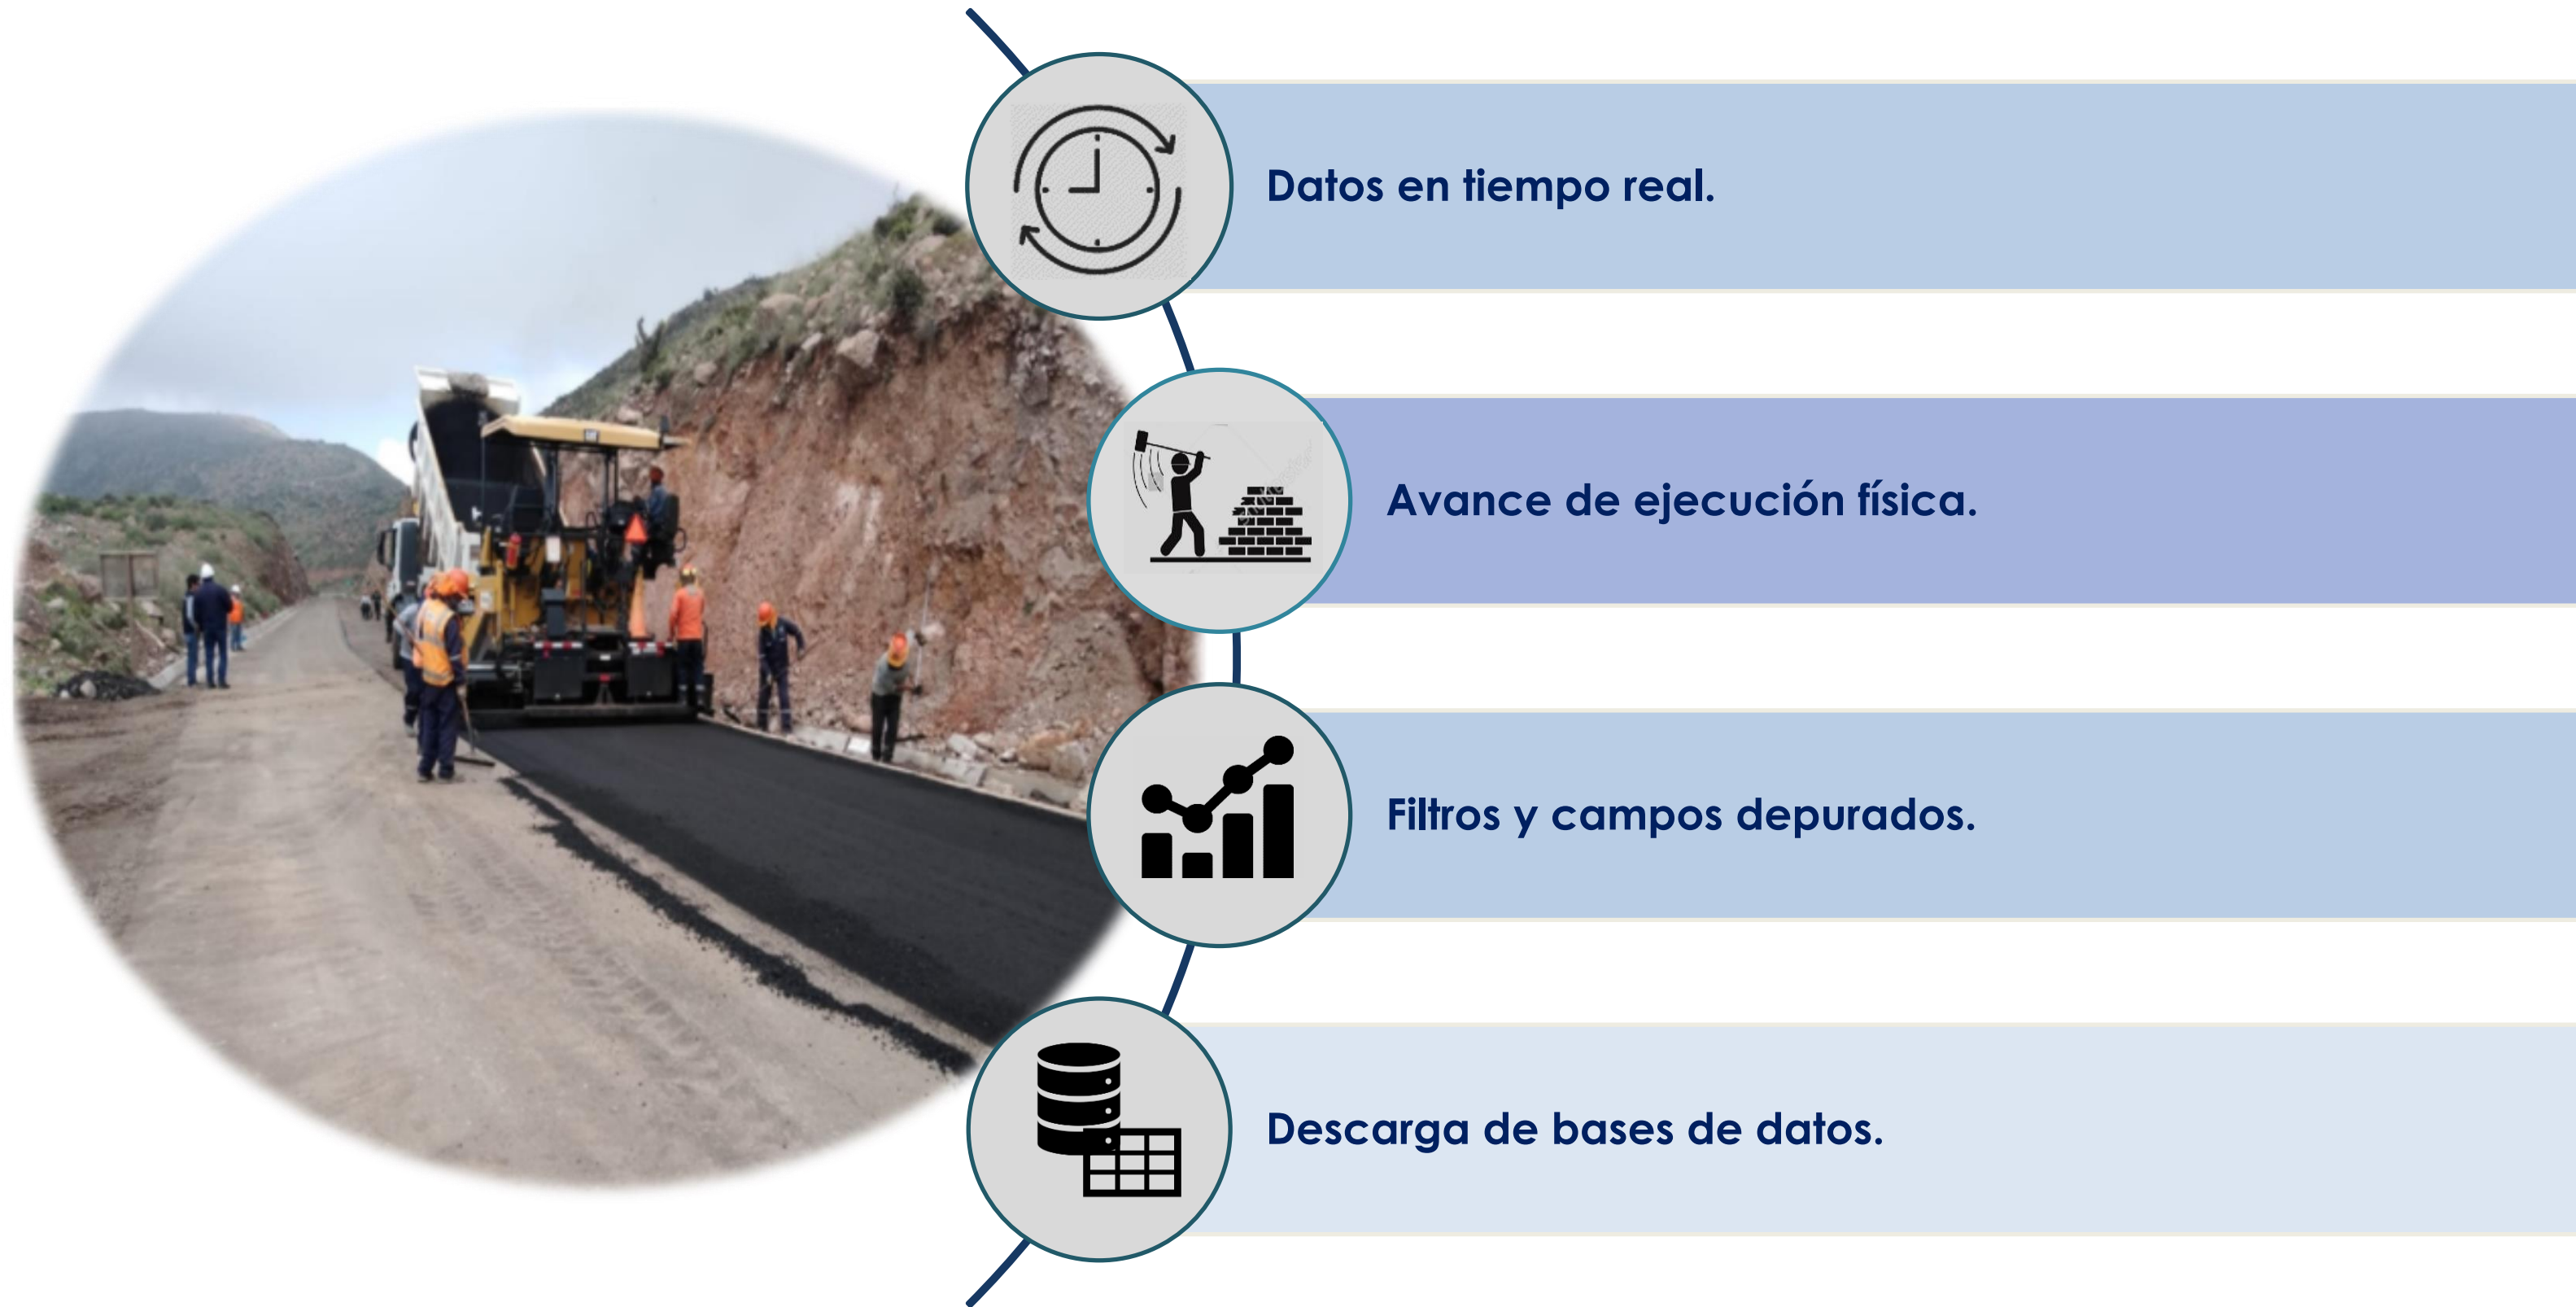 Datos en tiempo real.
Avance de ejecución física.
Filtros y campos depurados.
Descarga de bases de datos.